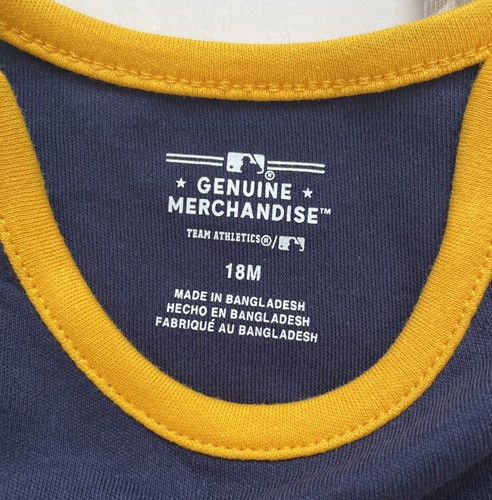 GENUINE
MERCHANDISE™
TEAM ATHLETICS®/
18M
MADE IN BANGLADESH
HECHO EN BANGLADESH
FABRIQUÉ AU BANGLADESH